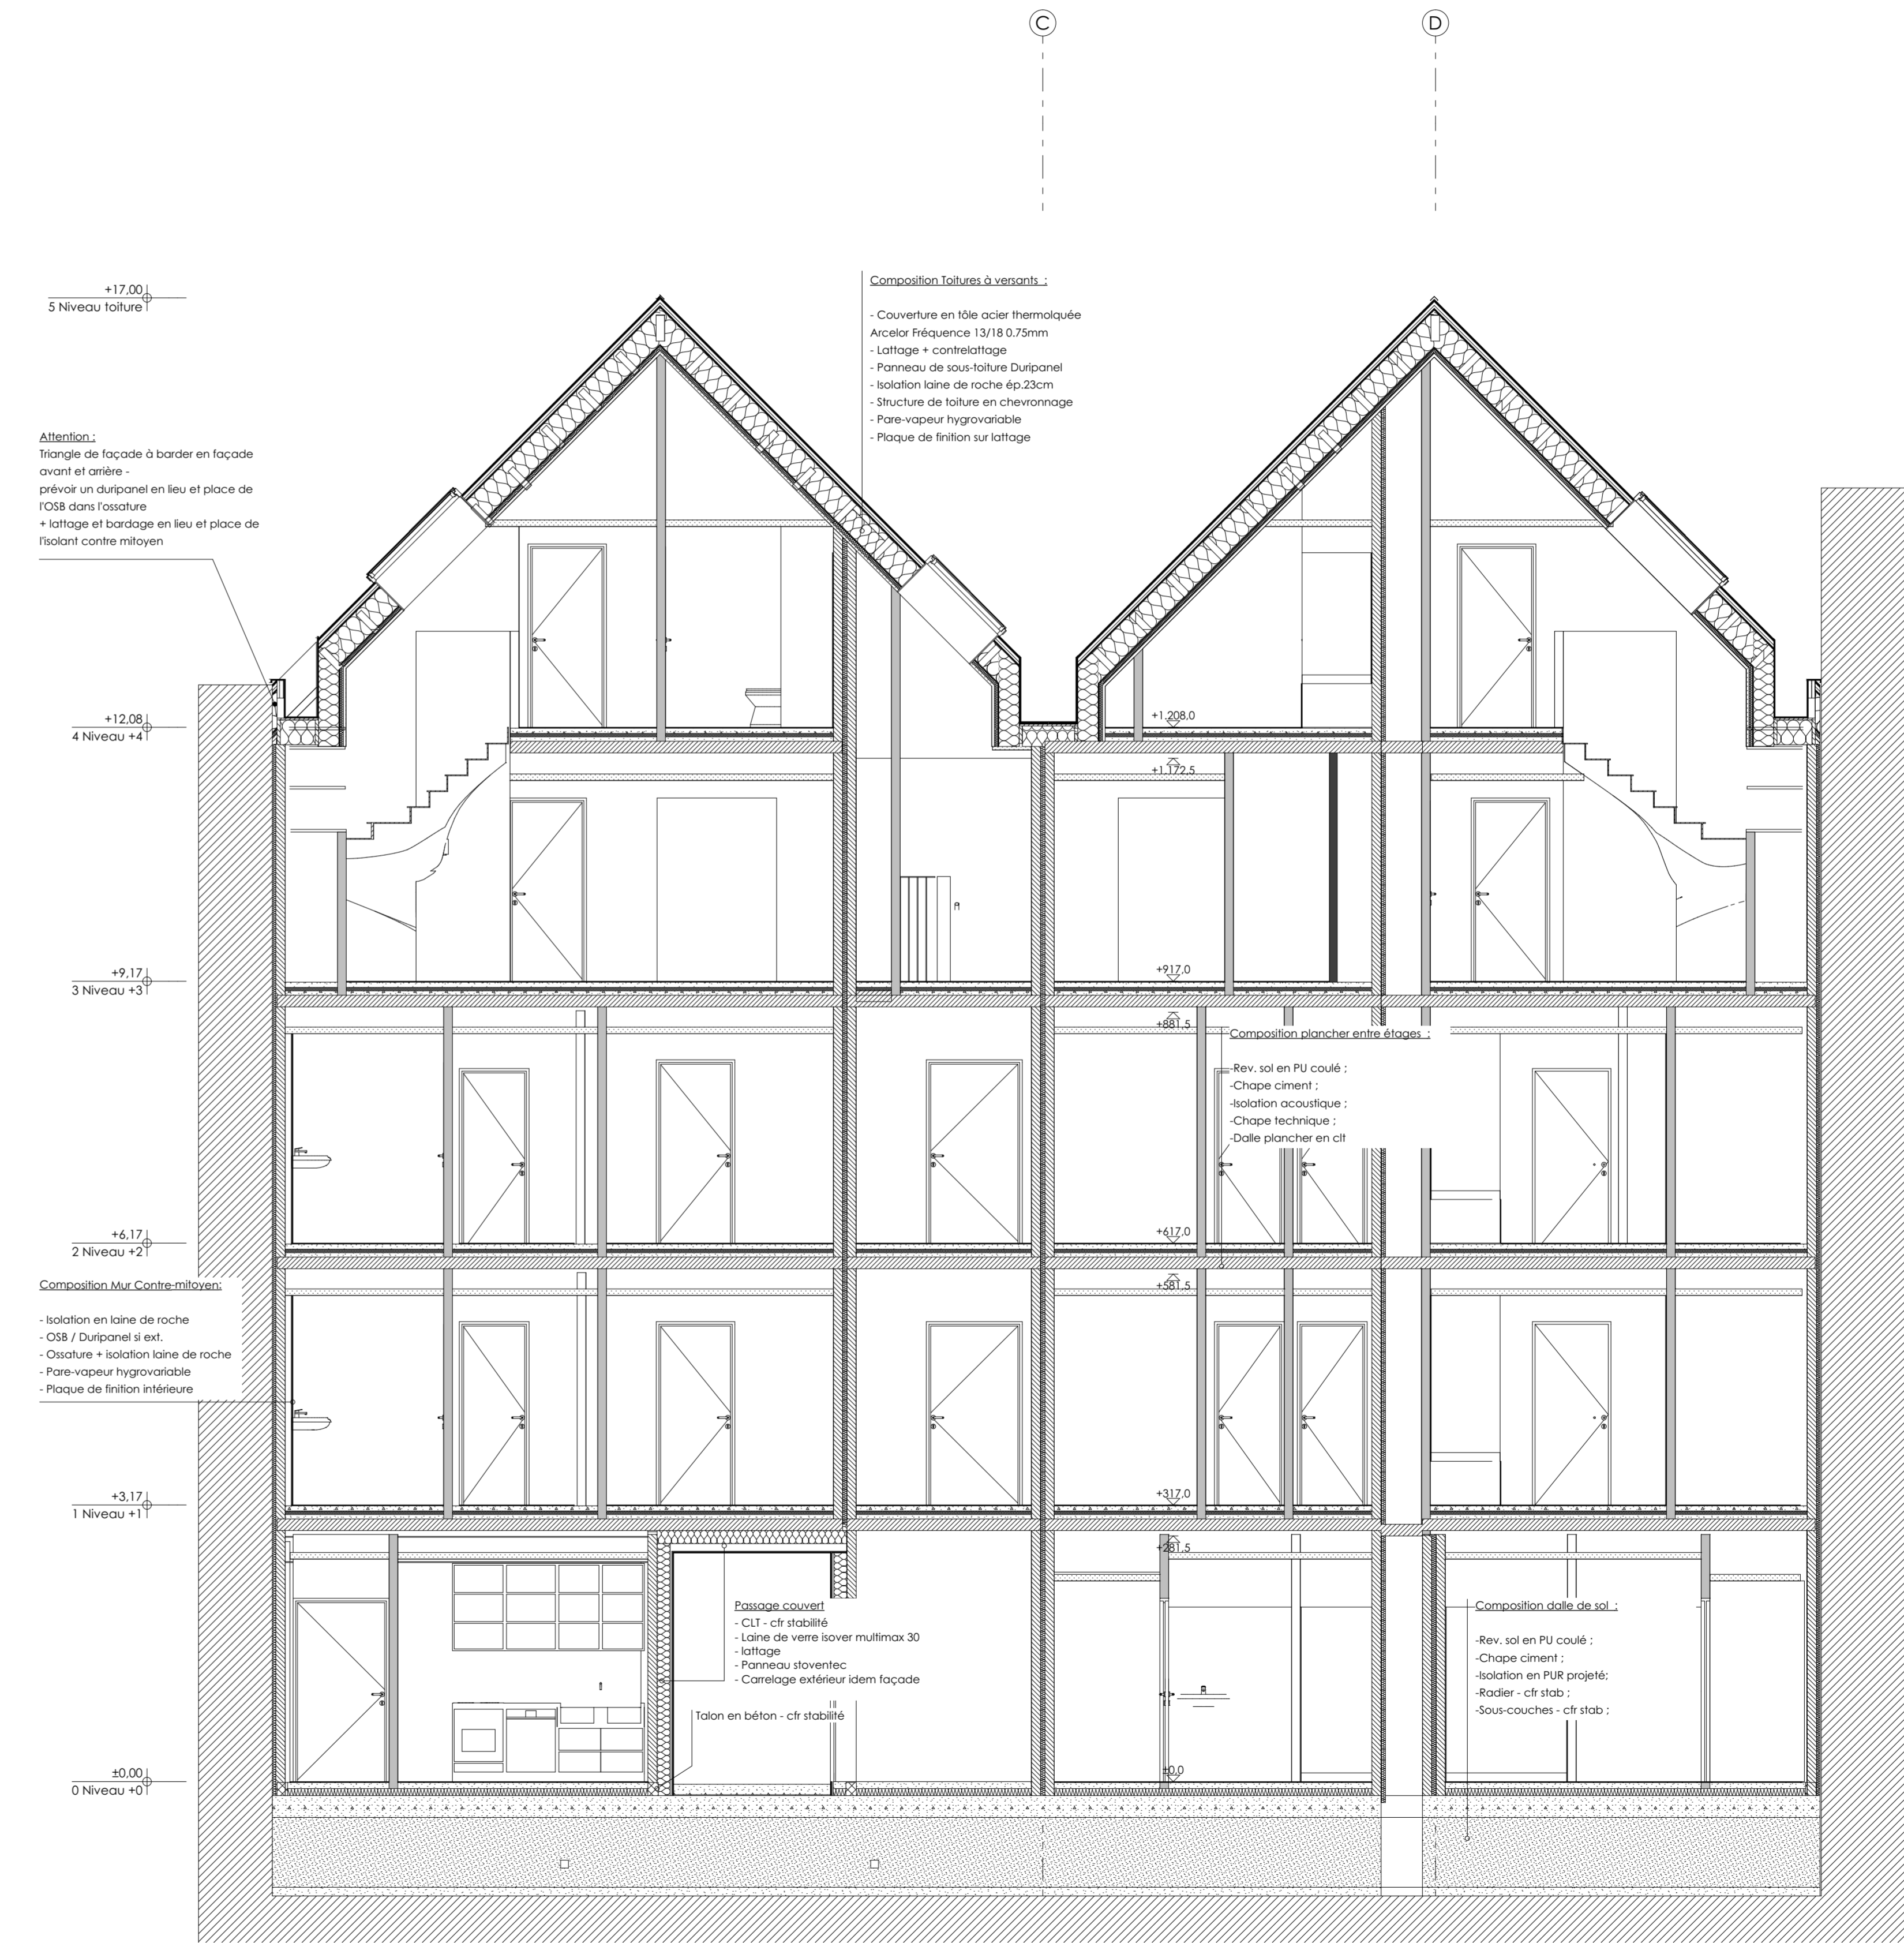 C
D
+17,00
5 Niveau toiture
Composition Toitures à versants :
- Couverture en tôle acier thermolquée
Arcelor Fréquence 13/18 0.75mm
- Lattage + contrelattage
- Panneau de sous-toiture Duripanel
- Isolation laine de roche ép.23cm
- Structure de toiture en chevronnage
- Pare-vapeur hygrovariable
- Plaque de finition sur lattage
Attention :
Triangle de façade à barder en façade
avant et arrière -
prévoir un duripanel en lieu et place de
l'OSB dans l'ossature
+ lattage et bardage en lieu et place de
l'isolant contre mitoyen
+12,08
4 Niveau +4
+1.208,0
+1.172,5
+9,17
3 Niveau +3
+917,0
+881,5
Composition plancher entre étages :
-Rev. sol en PU coulé ;
-Chape ciment ;
-Isolation acoustique ;
-Chape technique ;
-Dalle plancher en clt
+6,17
2 Niveau +2
+617,0
+581,5
Composition Mur Contre-mitoyen:
- Isolation en laine de roche
- OSB / Duripanel si ext.
- Ossature + isolation laine de roche
- Pare-vapeur hygrovariable
- Plaque de finition intérieure
+3,17
1 Niveau +1
+317,0
+281,5
Passage couvert
- CLT - cfr stabilité
- Laine de verre isover multimax 30
- lattage
- Panneau stoventec
- Carrelage extérieur idem façade
Talon en béton - cfr stabilité
Composition dalle de sol :
-Rev. sol en PU coulé ;
-Chape ciment ;
-Isolation en PUR projeté;
-Radier - cfr stab ;
-Sous-couches - cfr stab ;
±0,00
0 Niveau +0
±0,0